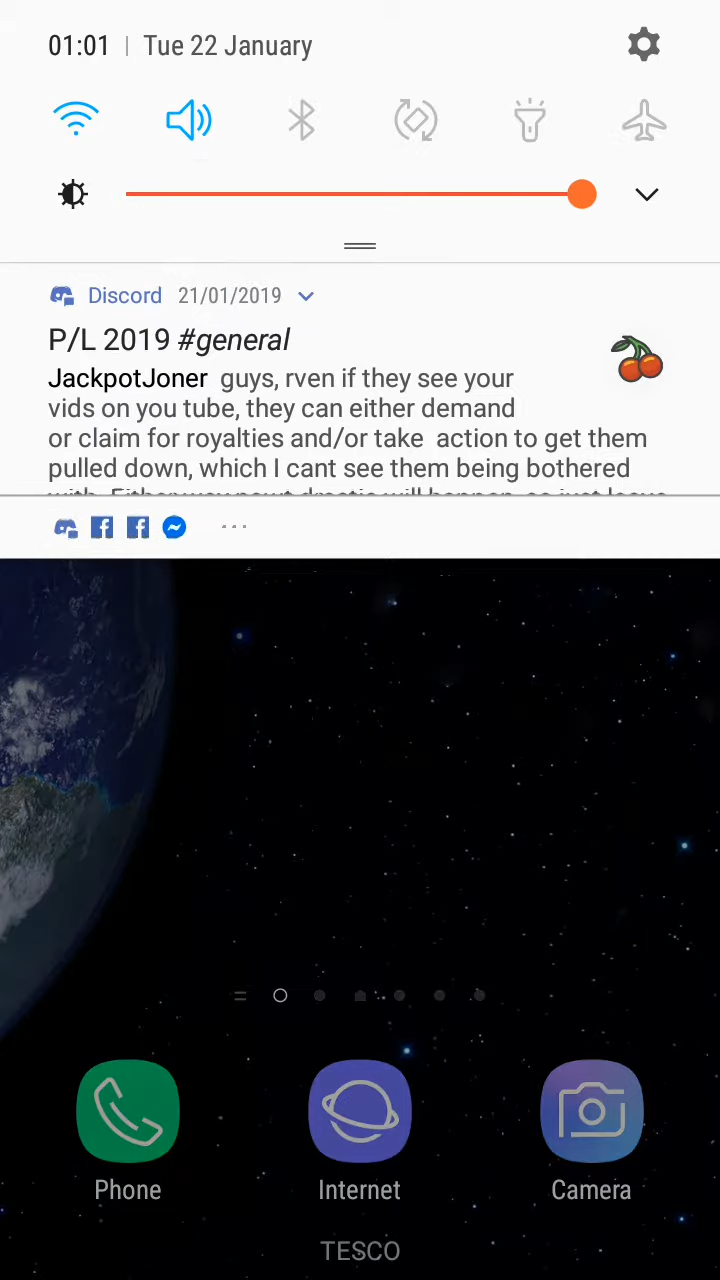 01:01 | Tue 22 January
Discord 21/01/2019
P/L 2019 #general
JackpotJoner guys, rven if they see your
vids on you tube, they can either demand
or claim for royalties and/or take action to get them
pulled down, which I cant see them being bothered
Phone Internet Camera
TESCO